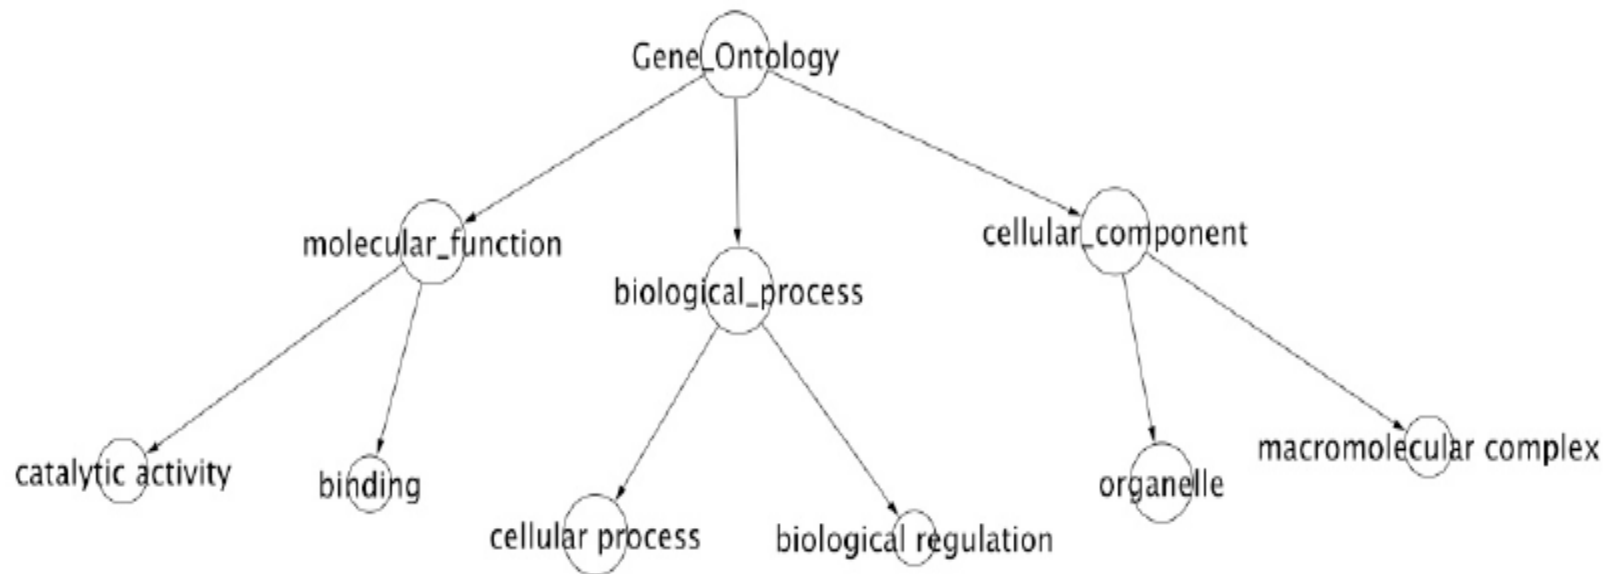 Gene_Ontology
molecular_function
biological_process
cellular_component
catalytic activity
binding
cellular process
biological regulation
organelle
macromolecular complex